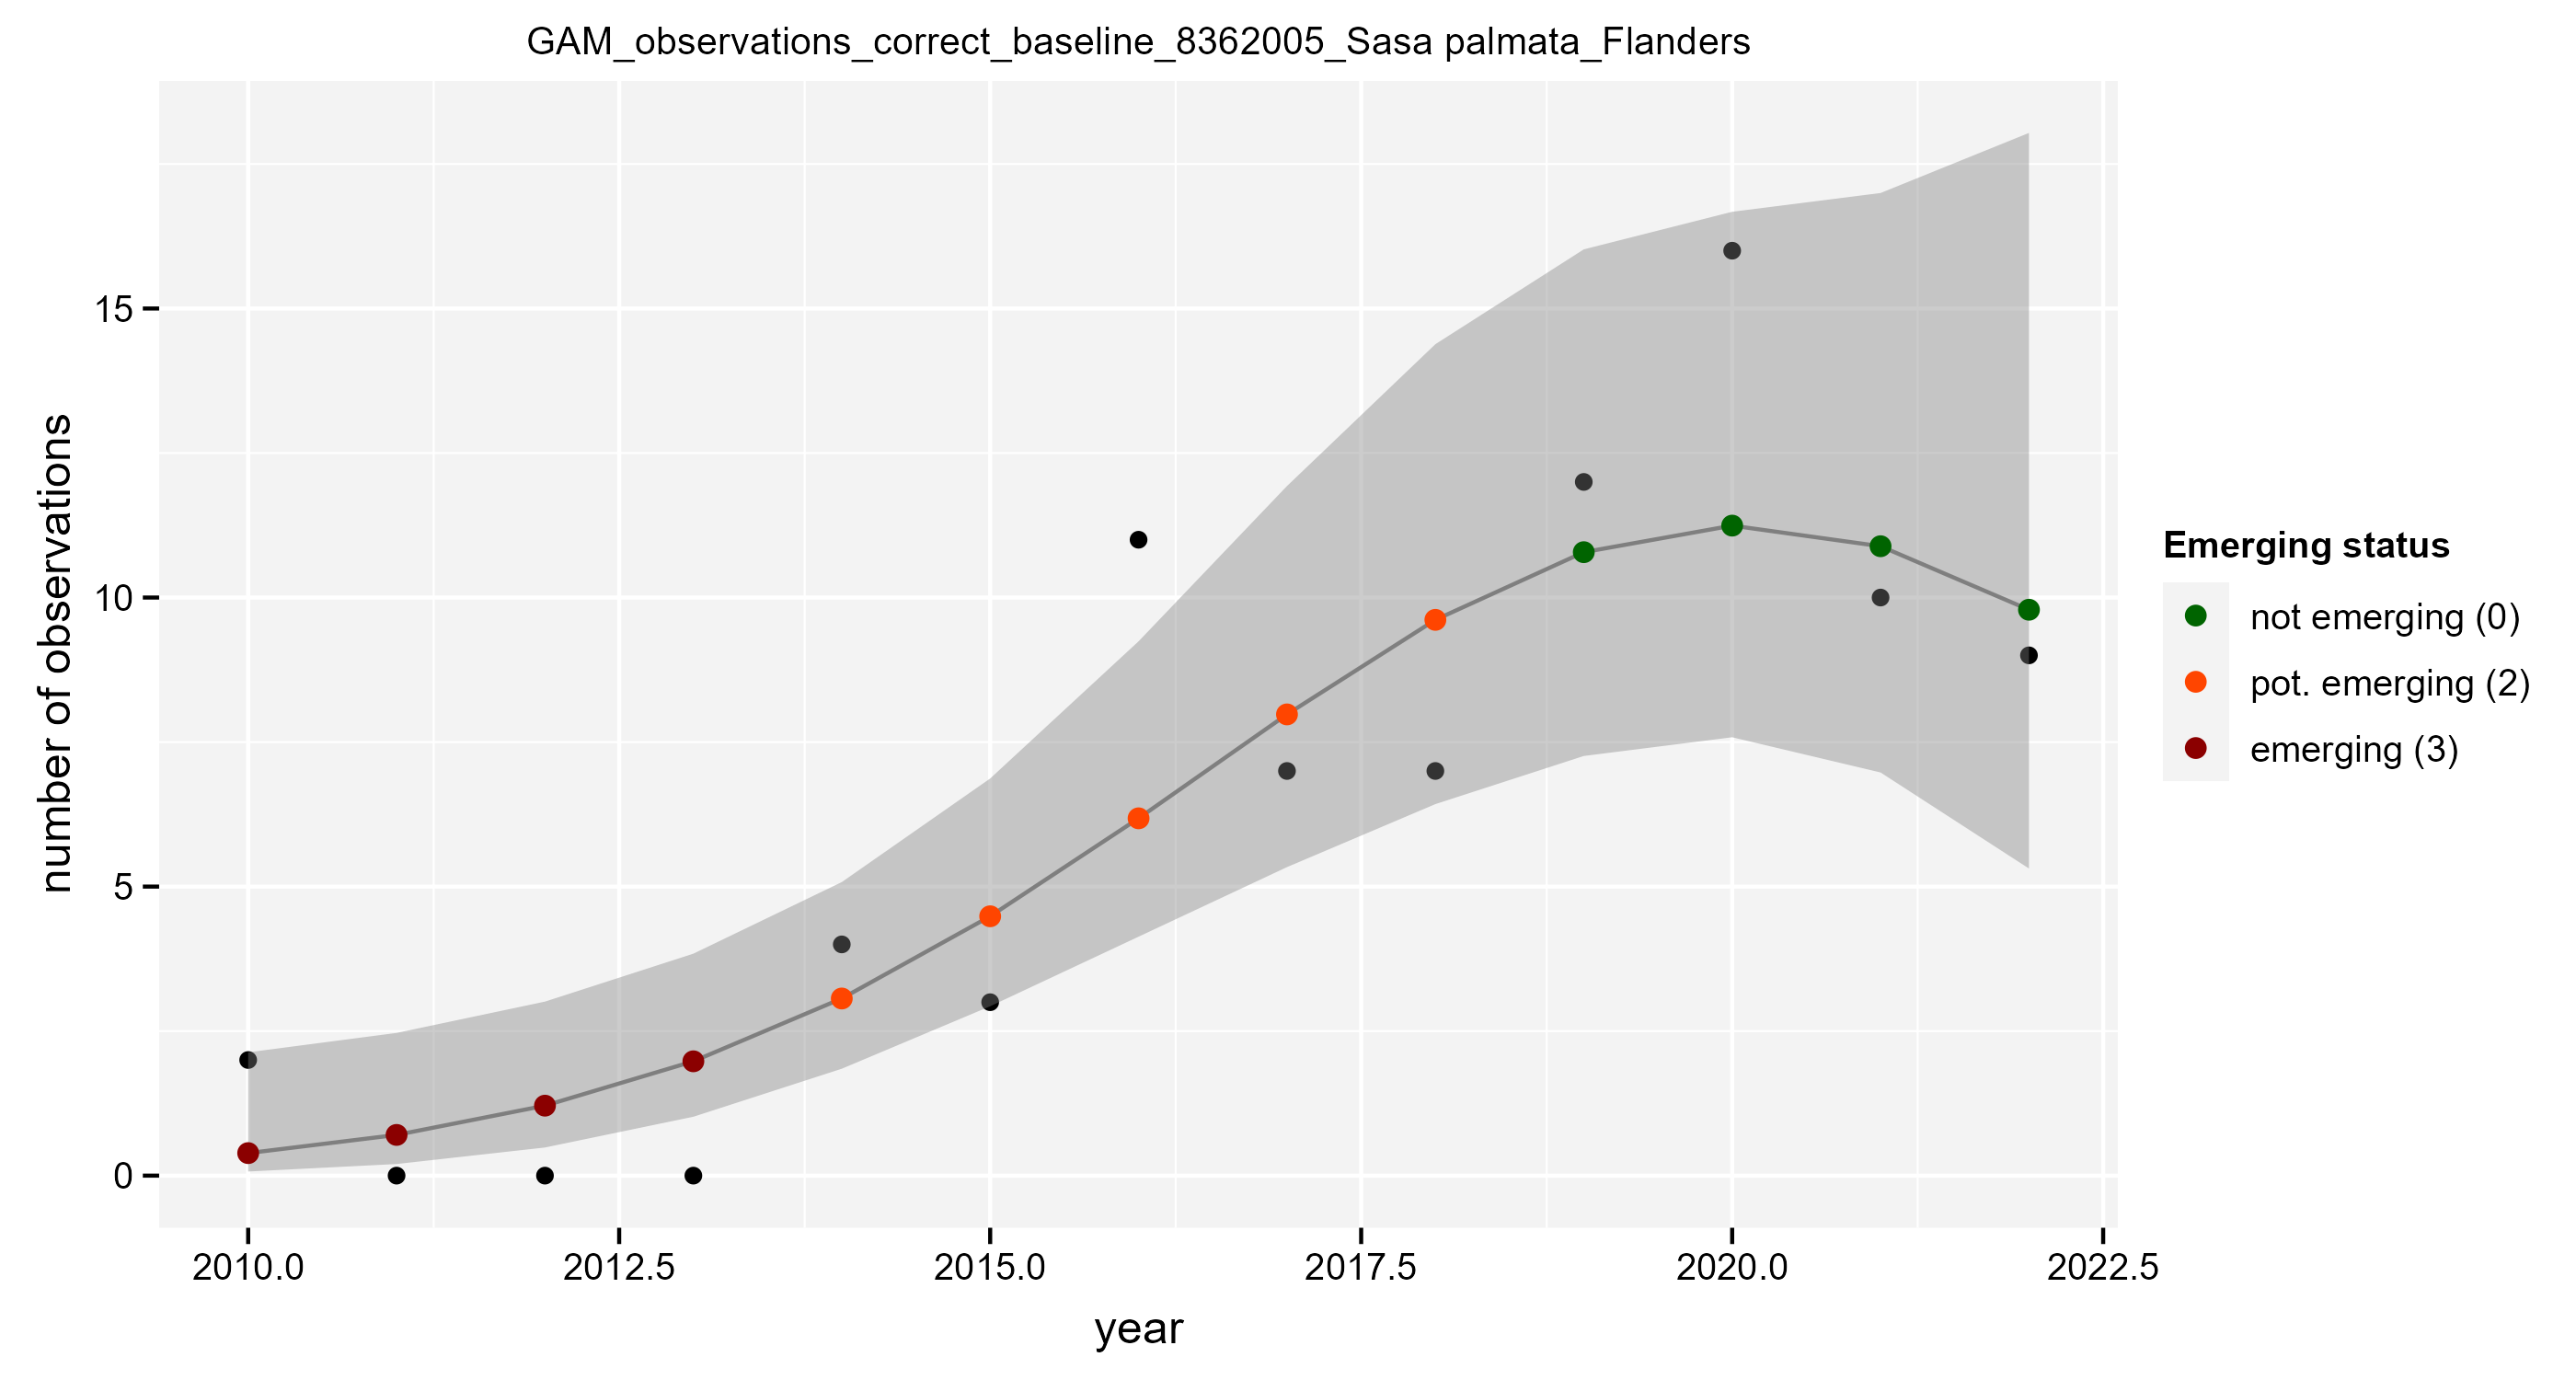 GAM_observations_correct_baseline_8362005_Sasa palmata_Flanders
number of observations
15
10
5
0
2010.0 2012.5 2015.0 2017.5 2020.0 2022.5
year
Emerging status
not emerging (0)
pot. emerging (2)
emerging (3)